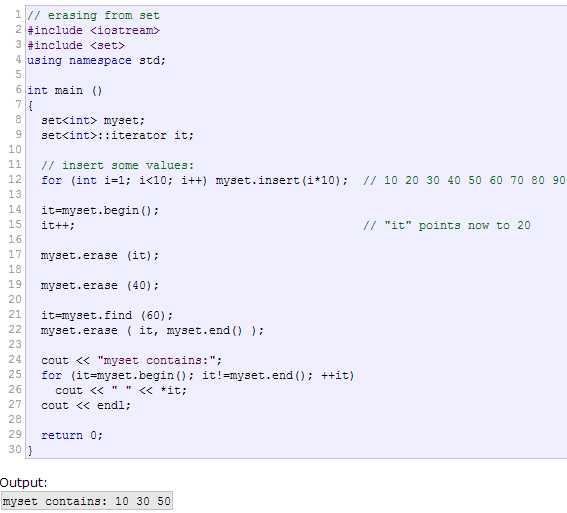 1 // erasing from set
2 #include <iostream>
3 #include <set>
4 using namespace std;
5
6 int main ()
7 {
8   set<int> myset;
9   set<int>::iterator it;
10
11   // insert some values:
12   for (int i=1; i<10; i++) myset.insert(i*10);  // 10 20 30 40 50 60 70 80 90
13
14   it=myset.begin();
15   it++;                                         // "it" points now to 20
16
17   myset.erase (it);
18
19   myset.erase (40);
20
21   it=myset.find (60);
22   myset.erase ( it, myset.end() );
23
24   cout << "myset contains:";
25   for (it=myset.begin(); it!=myset.end(); ++it)
26     cout << " " << *it;
27   cout << endl;
28
29   return 0;
30 }
Output:
myset contains: 10 30 50